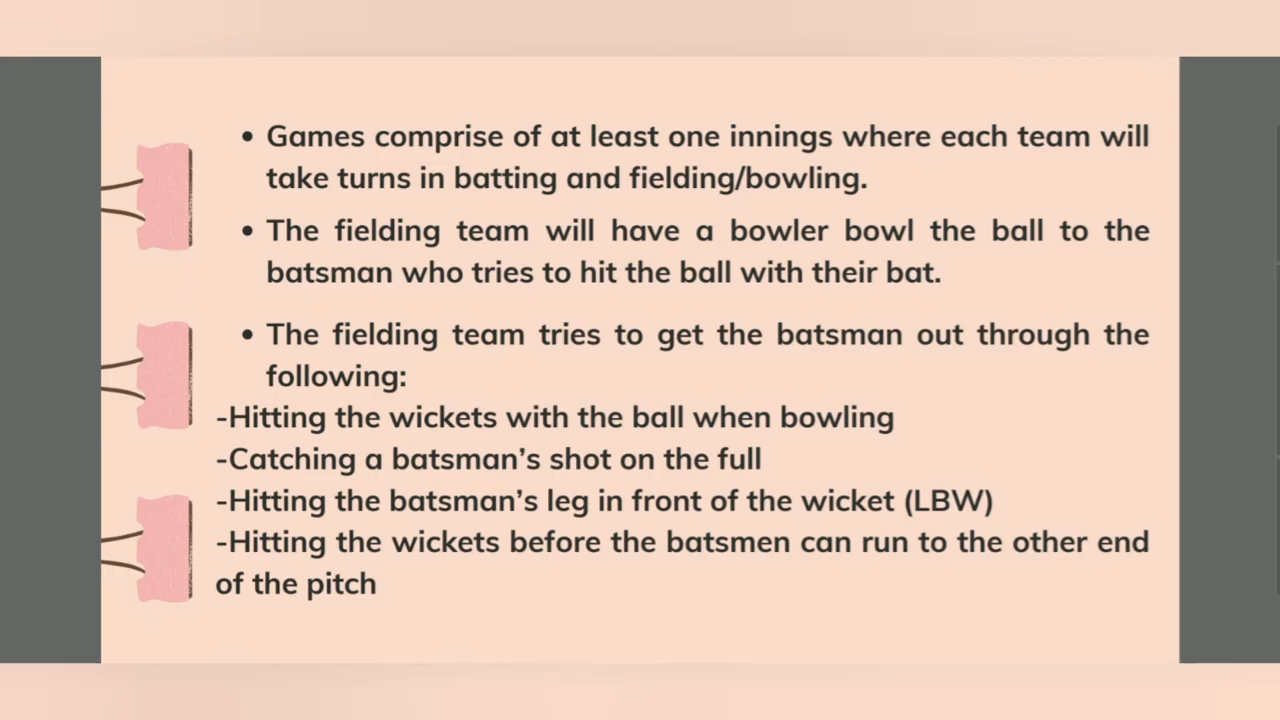 • Games comprise of at least one innings where each team will
take turns in batting and fielding/bowling.
• The fielding team will have a bowler bowl the ball to the
batsman who tries to hit the ball with their bat.
• The fielding team tries to get the batsman out through the
following:
-Hitting the wickets with the ball when bowling
-Catching a batsman’s shot on the full
-Hitting the batsman’s leg in front of the wicket (LBW)
-Hitting the wickets before the batsmen can run to the other end
of the pitch